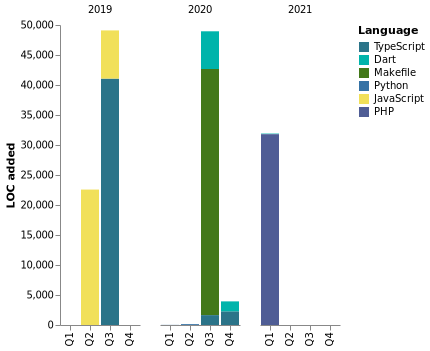 2019 2020 2021
50,000
45,000
40,000
35,000
30,000
25,000
20,000
15,000
10,000
5,000
0
LOC added
Q1 Q2 Q3 Q4 Q1 Q2 Q3 Q4 Q1 Q2 Q3 Q4
Language
TypeScript
Dart
Makefile
Python
JavaScript
PHP